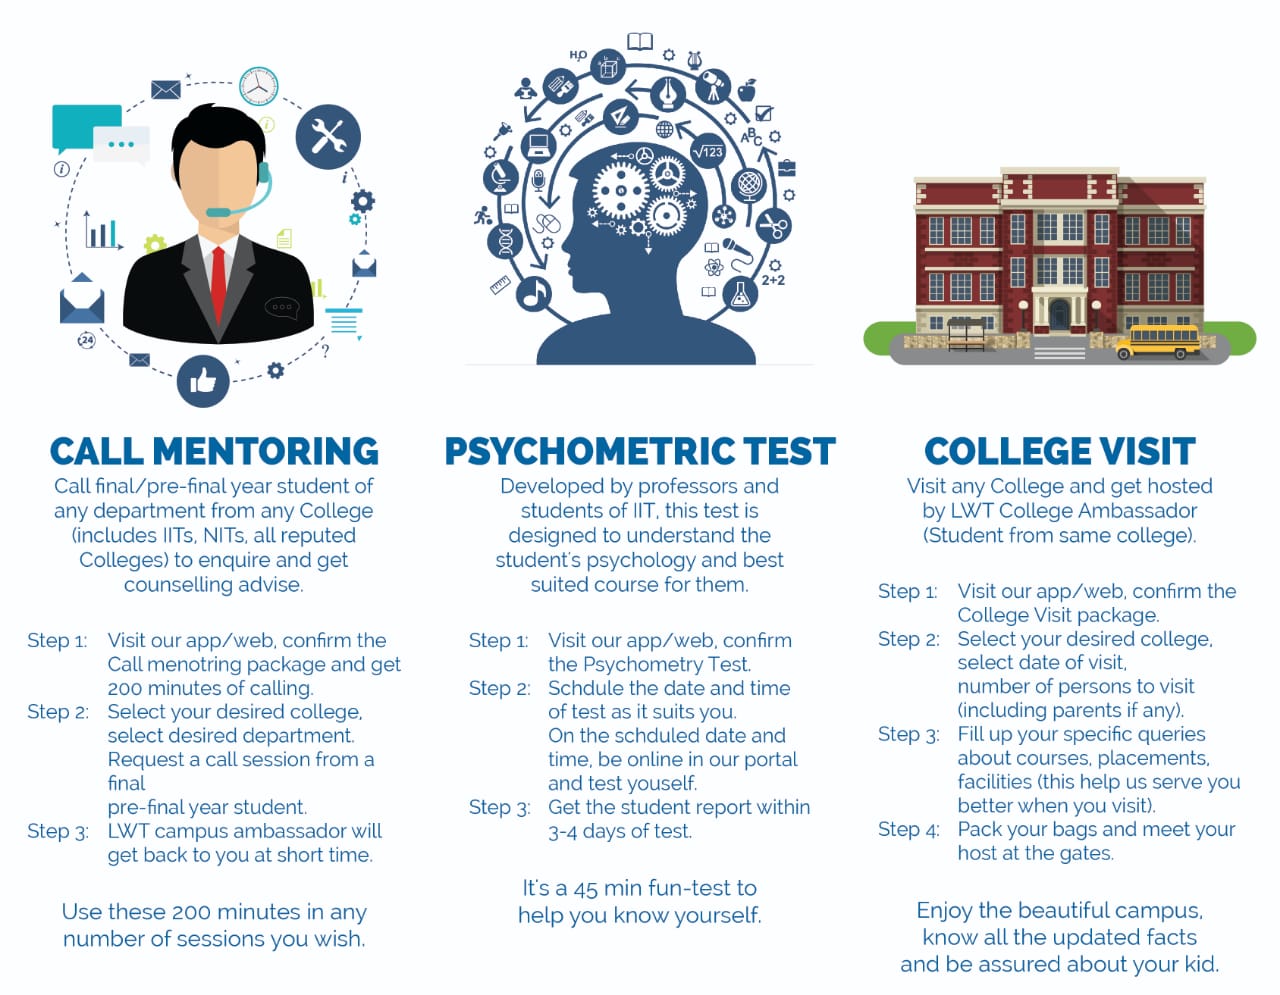 H₂O
ABC
√123
2+2
24
?
CALL MENTORING
Call final/pre-final year student of
any department from any College
(includes IITs, NITs, all reputed
Colleges) to enquire and get
counselling advise.
Step 1: Visit our app/web, confirm the
Call menotring package and get
200 minutes of calling.
Step 2: Select your desired college,
select desired department.
Request a call session from a
final
pre-final year student.
Step 3: LWT campus ambassador will
get back to you at short time.
Use these 200 minutes in any
number of sessions you wish.
PSYCHOMETRIC TEST
Developed by professors and
students of IIT, this test is
designed to understand the
student's psychology and best
suited course for them.
Step 1: Visit our app/web, confirm
the Psychometry Test.
Step 2: Schdule the date and time
of test as it suits you.
On the schduled date and
time, be online in our portal
and test youself.
Step 3: Get the student report within
3-4 days of test.
It's a 45 min fun-test to
help you know yourself.
COLLEGE VISIT
Visit any College and get hosted
by LWT College Ambassador
(Student from same college).
Step 1: Visit our app/web, confirm the
College Visit package.
Step 2: Select your desired college,
select date of visit,
number of persons to visit
(including parents if any).
Step 3: Fill up your specific queries
about courses, placements,
facilities (this help us serve you
better when you visit).
Step 4: Pack your bags and meet your
host at the gates.
Enjoy the beautiful campus,
know all the updated facts
and be assured about your kid.